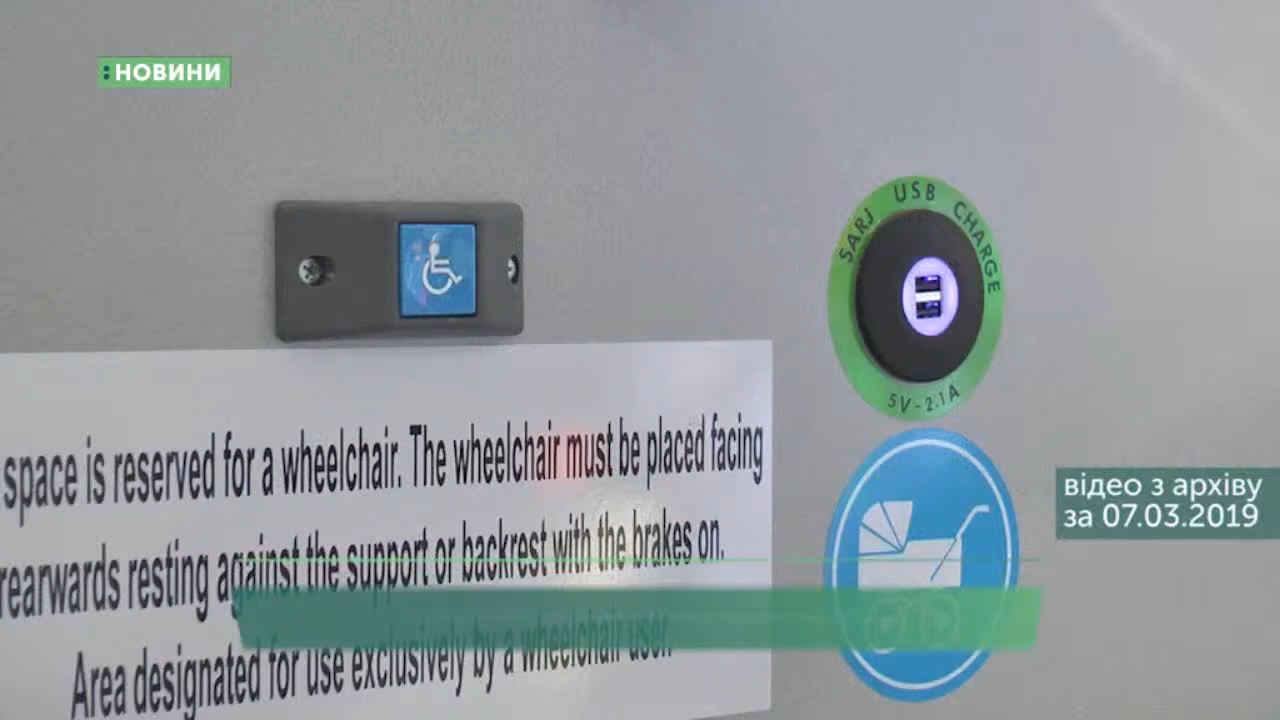 :НОВИНИ
SARJ USB CHARGE
5V-2.1A
space is reserved for a wheelchair. The wheelchair must be placed facing
rearwards resting against the support or backrest with the brakes on.
Area designated for use exclusively by a wheelchair user.
відео з архіву
за 07.03.2019